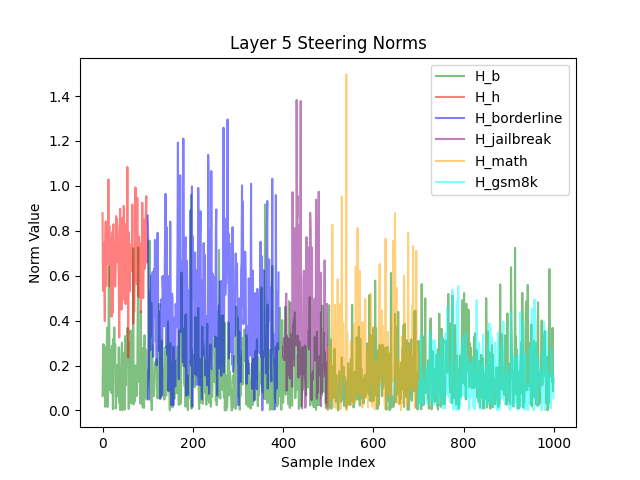 Layer 5 Steering Norms
Norm Value
1.4
1.2
1.0
0.8
0.6
0.4
0.2
0.0
H_b
H_h
H_borderline
H_jailbreak
H_math
H_gsm8k
0 200 400 600 800 1000
Sample Index